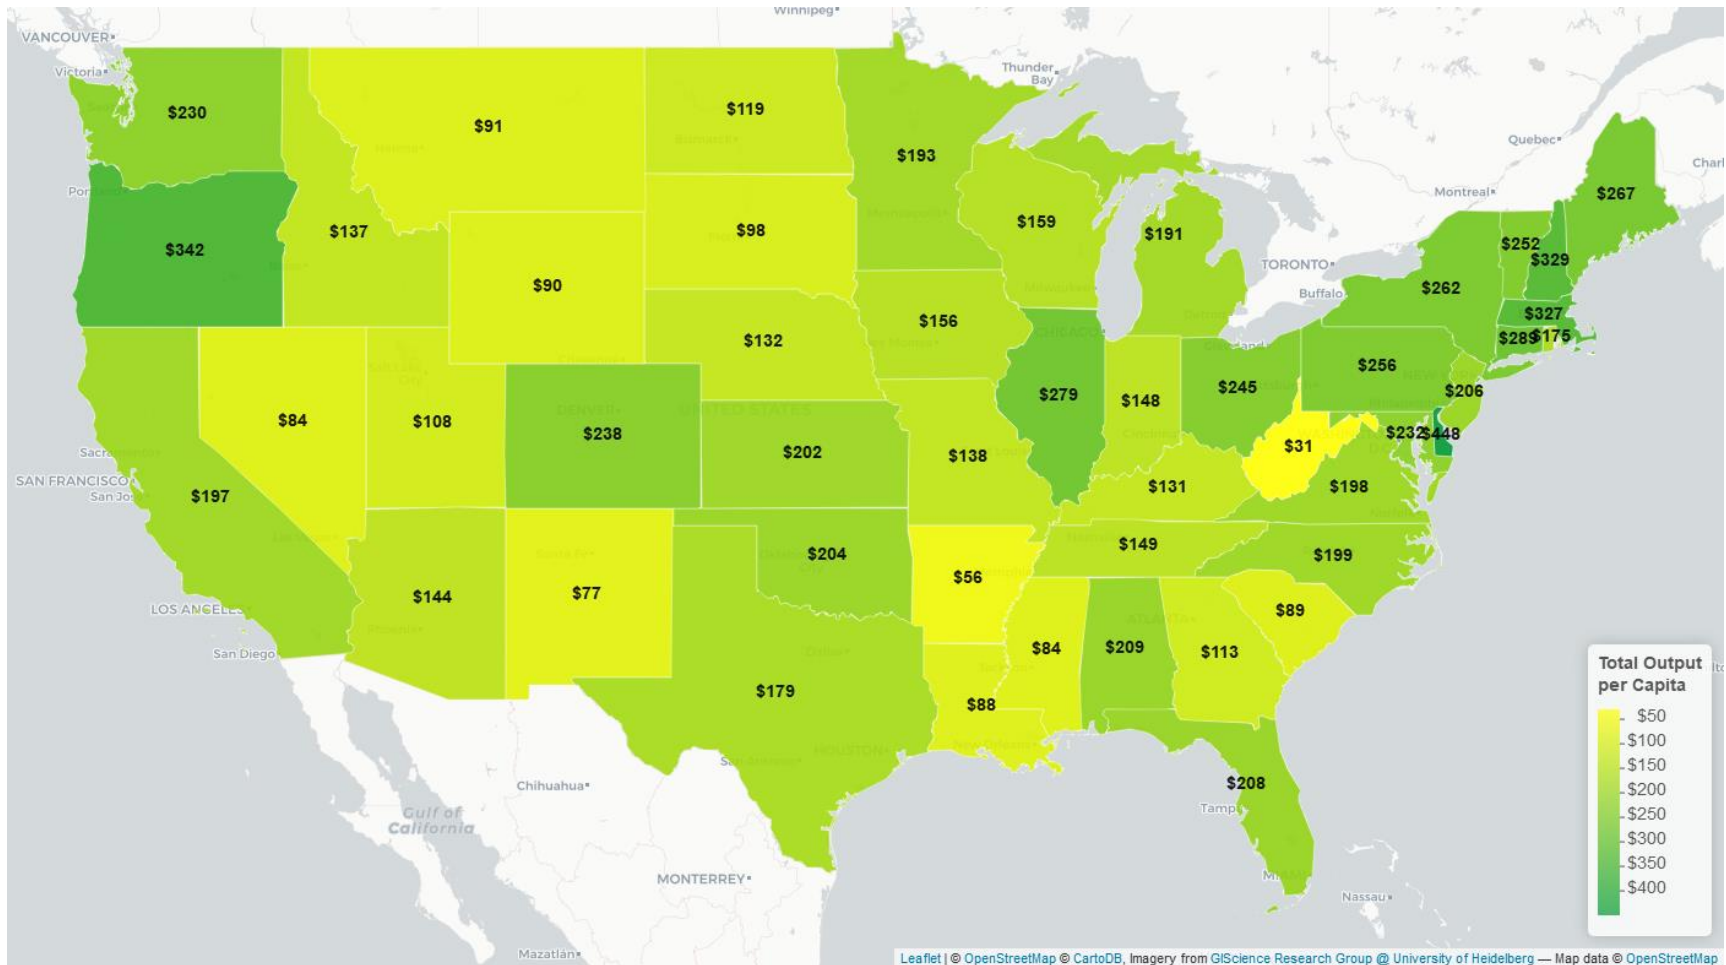 Winnipeg
VANCOUVER
Victoria
Thunder
Bay
$230
$91
$119
$193
Quebec
Montreal
$267
$342
$137
$98
$159
$191
$252
$329
TORONTO
Buffalo
$262
$90
$327
$156
$289
$175
$132
$256
$245
$206
$279
$148
$84
$108
$238
$202
$138
$232
$448
$31
SAN FRANCISCO
San Jo
$197
$131
$198
$149
$199
$204
$56
$144
$77
LOS ANGELES
$89
San Diego
$84
$209
$113
$179
$88
Total Output
per Capita
$50
$100
$150
$200
$250
$300
$350
$400
Chihuahua
$208
Tamp
Gulf of
California
MONTERREY
Nassau
Mazatlán
Leaflet | © OpenStreetMap © CartoDB, Imagery from GIScience Research Group @ University of Heidelberg — Map data © OpenStreetMap